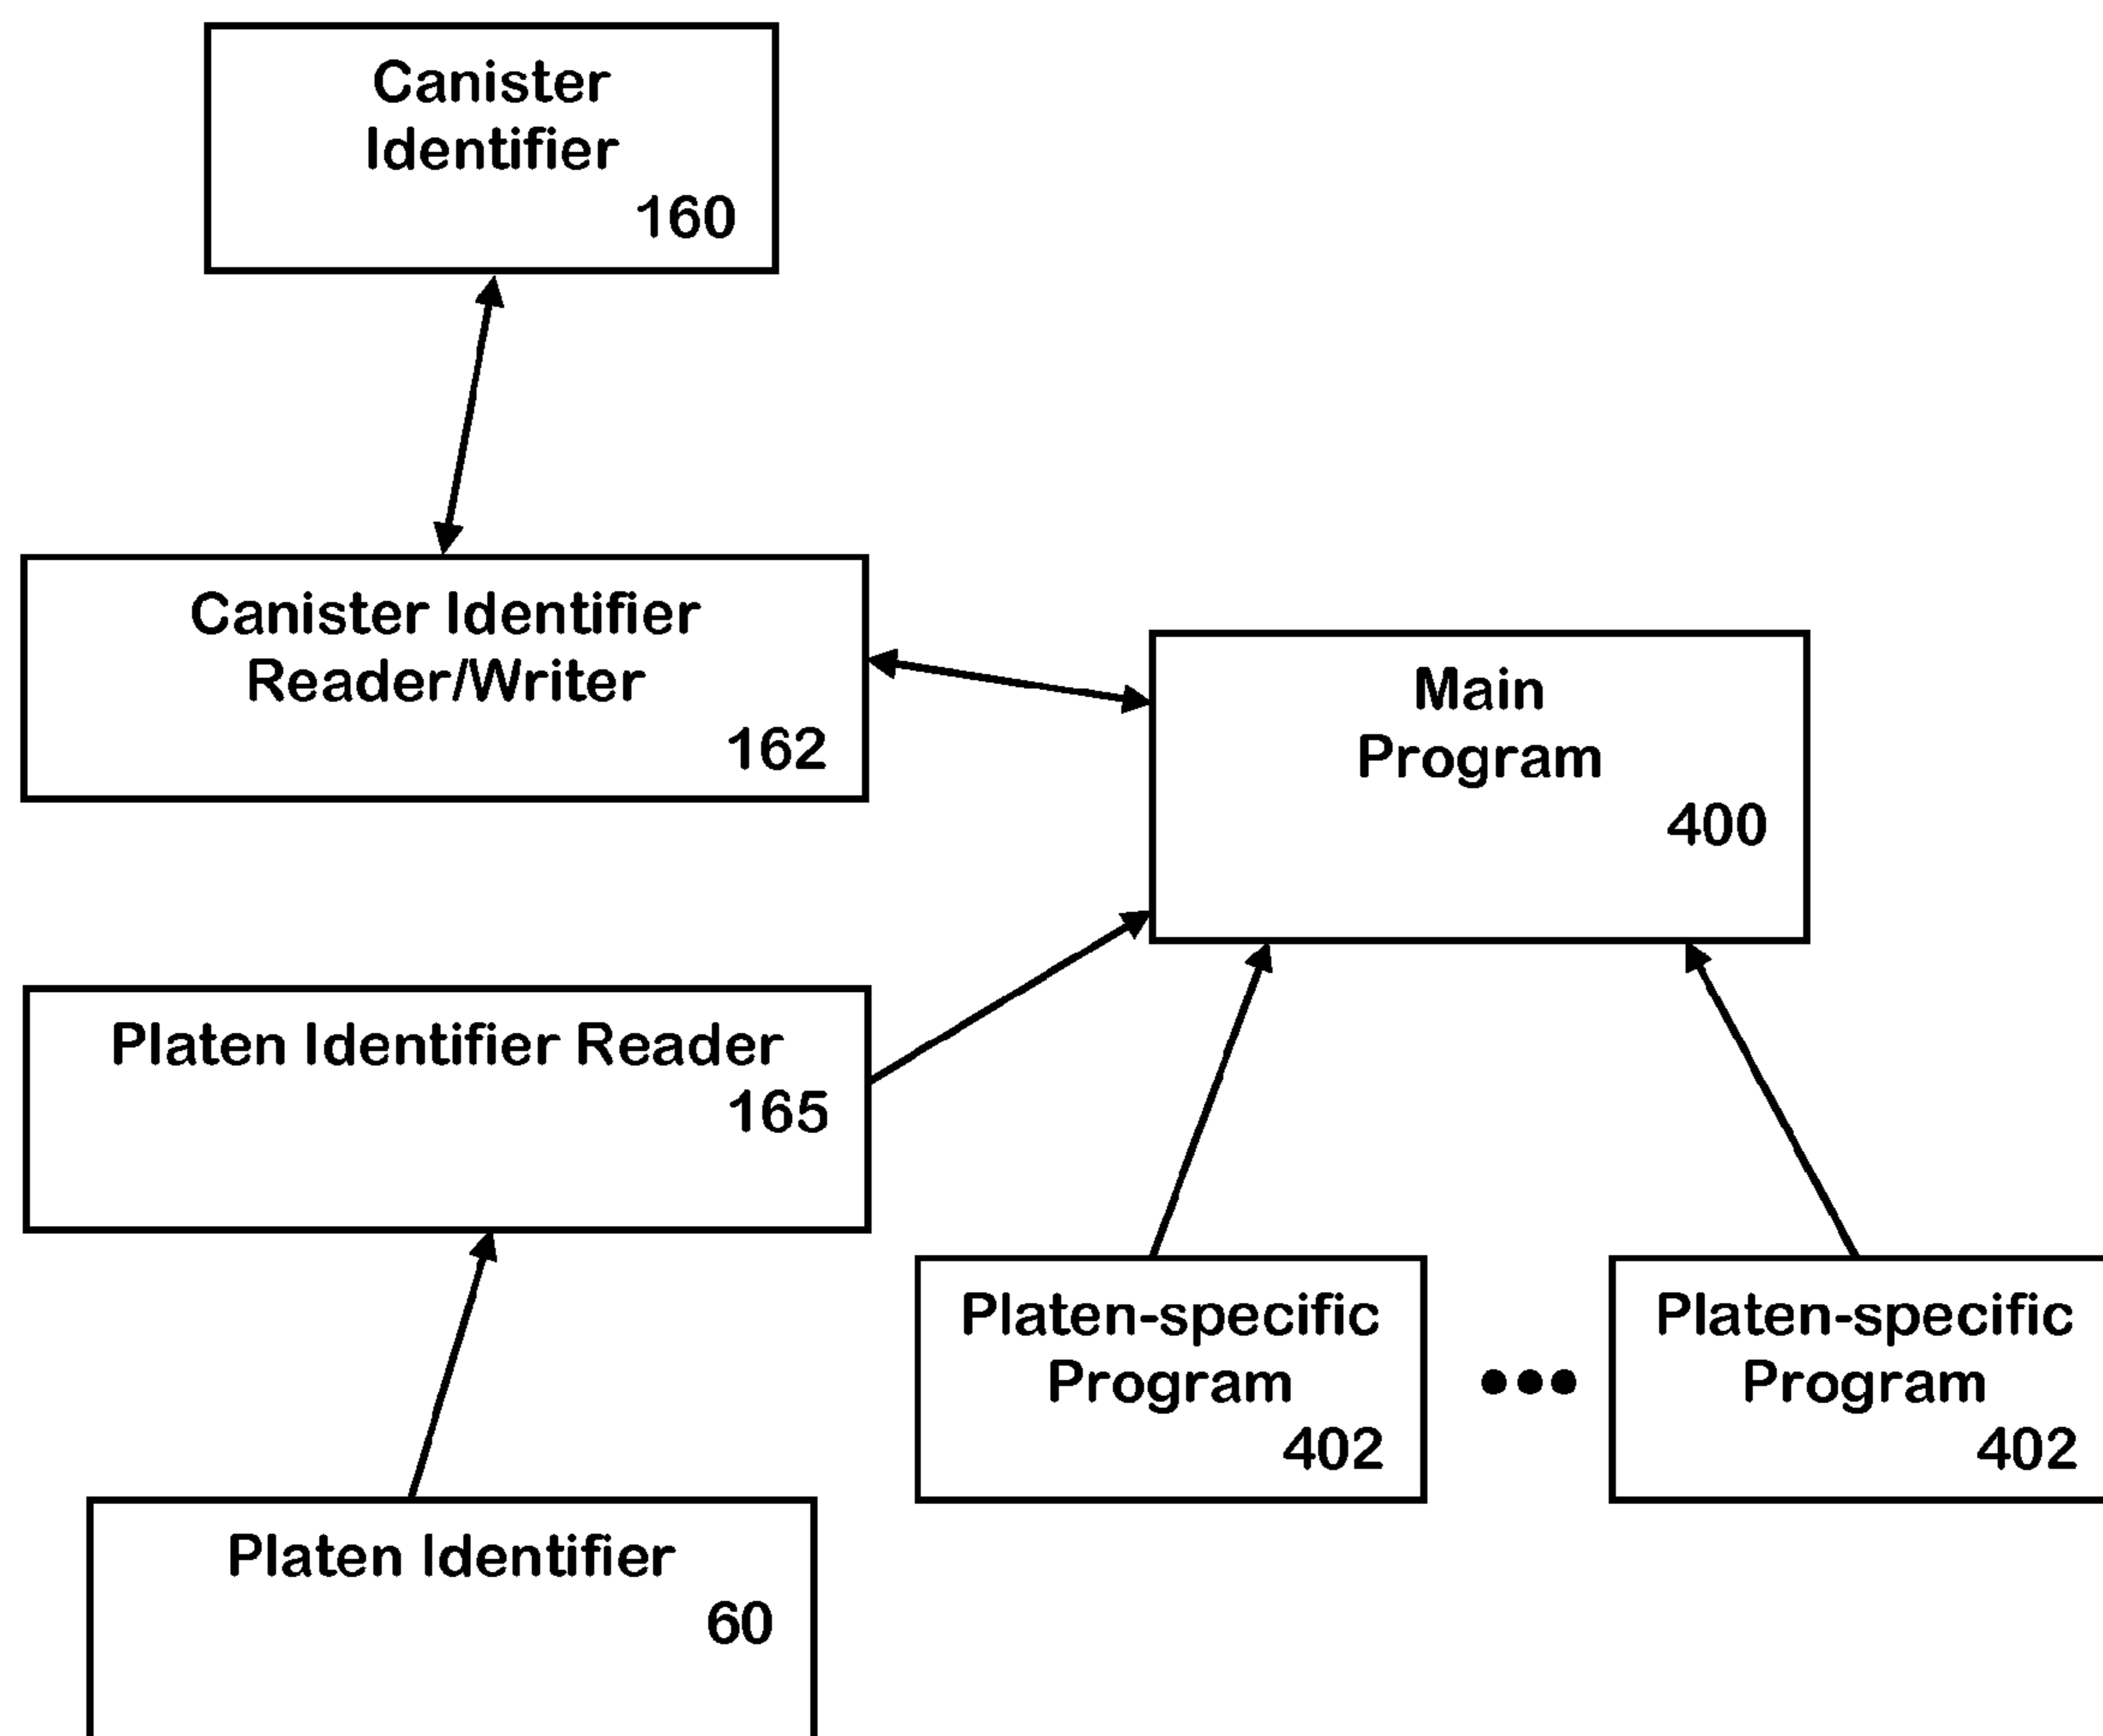 Canister
Identifier
160
Canister Identifier
Reader/Writer
162
Main
Program
400
Platen Identifier Reader
165
Platen-specific
Program
402
Platen-specific
Program
402
Platen Identifier
60